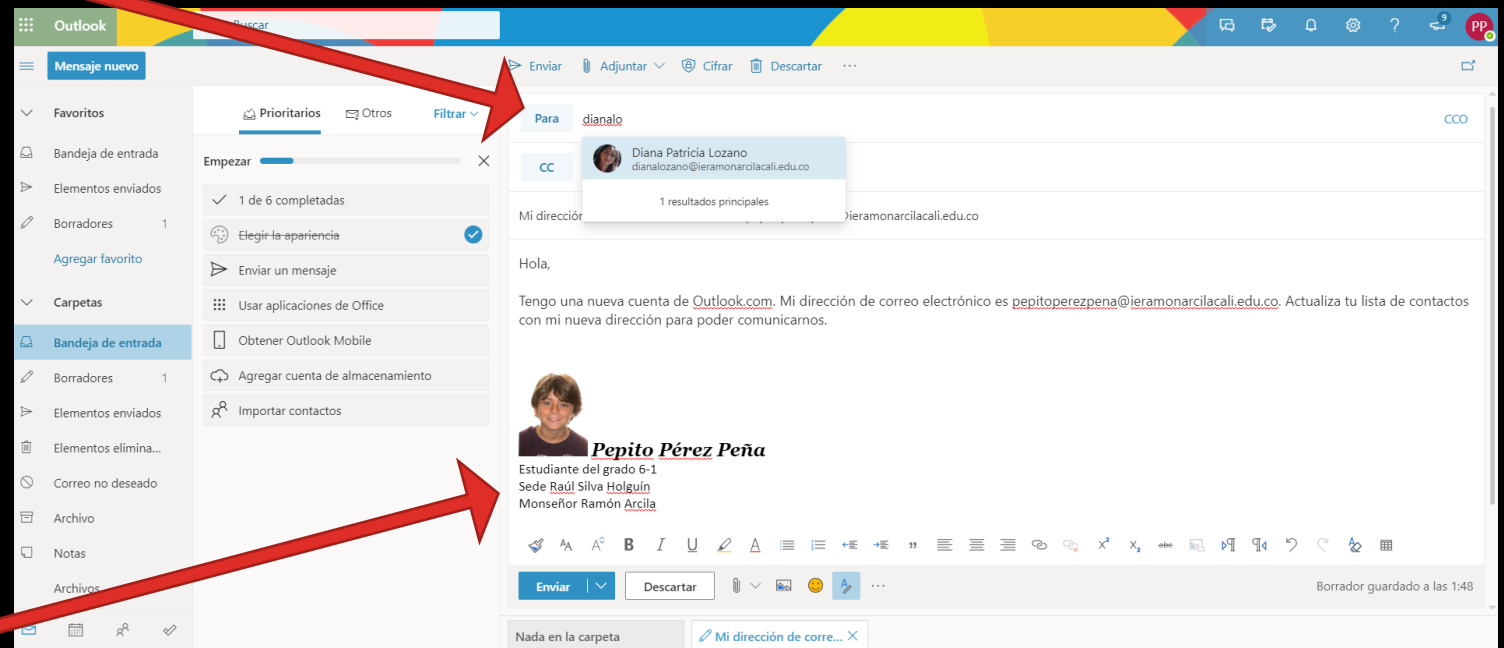 Outlook
Buscar
9
PP
Mensaje nuevo
Enviar
Adjuntar
Cifrar
Descartar
Favoritos
Bandeja de entrada
Elementos enviados
Borradores 1
Agregar favorito
Carpetas
Bandeja de entrada
Borradores 1
Elementos enviados
Elementos elimina...
Correo no deseado
Archivo
Notas
Archivos
Prioritarios
Otros
Filtrar
Empezar
1 de 6 completadas
Elegir la apariencia
Enviar un mensaje
Usar aplicaciones de Office
Obtener Outlook Mobile
Agregar cuenta de almacenamiento
Importar contactos
Para dianalo
CCO
Diana Patricia Lozano
dianalozano@ieramonarcilacali.edu.co
CC
1 resultados principales
Mi dirección @ieramonarcilacali.edu.co
Hola,
Tengo una nueva cuenta de Outlook.com. Mi dirección de correo electrónico es pepitoperezpena@ieramonarcilacali.edu.co. Actualiza tu lista de contactos
con mi nueva dirección para poder comunicarnos.
Pepito Pérez Peña
Estudiante del grado 6-1
Sede Raúl Silva Holguín
Monseñor Ramón Arcila
Enviar
Descartar
Borrador guardado a las 1:48
Nada en la carpeta
Mi dirección de corre...